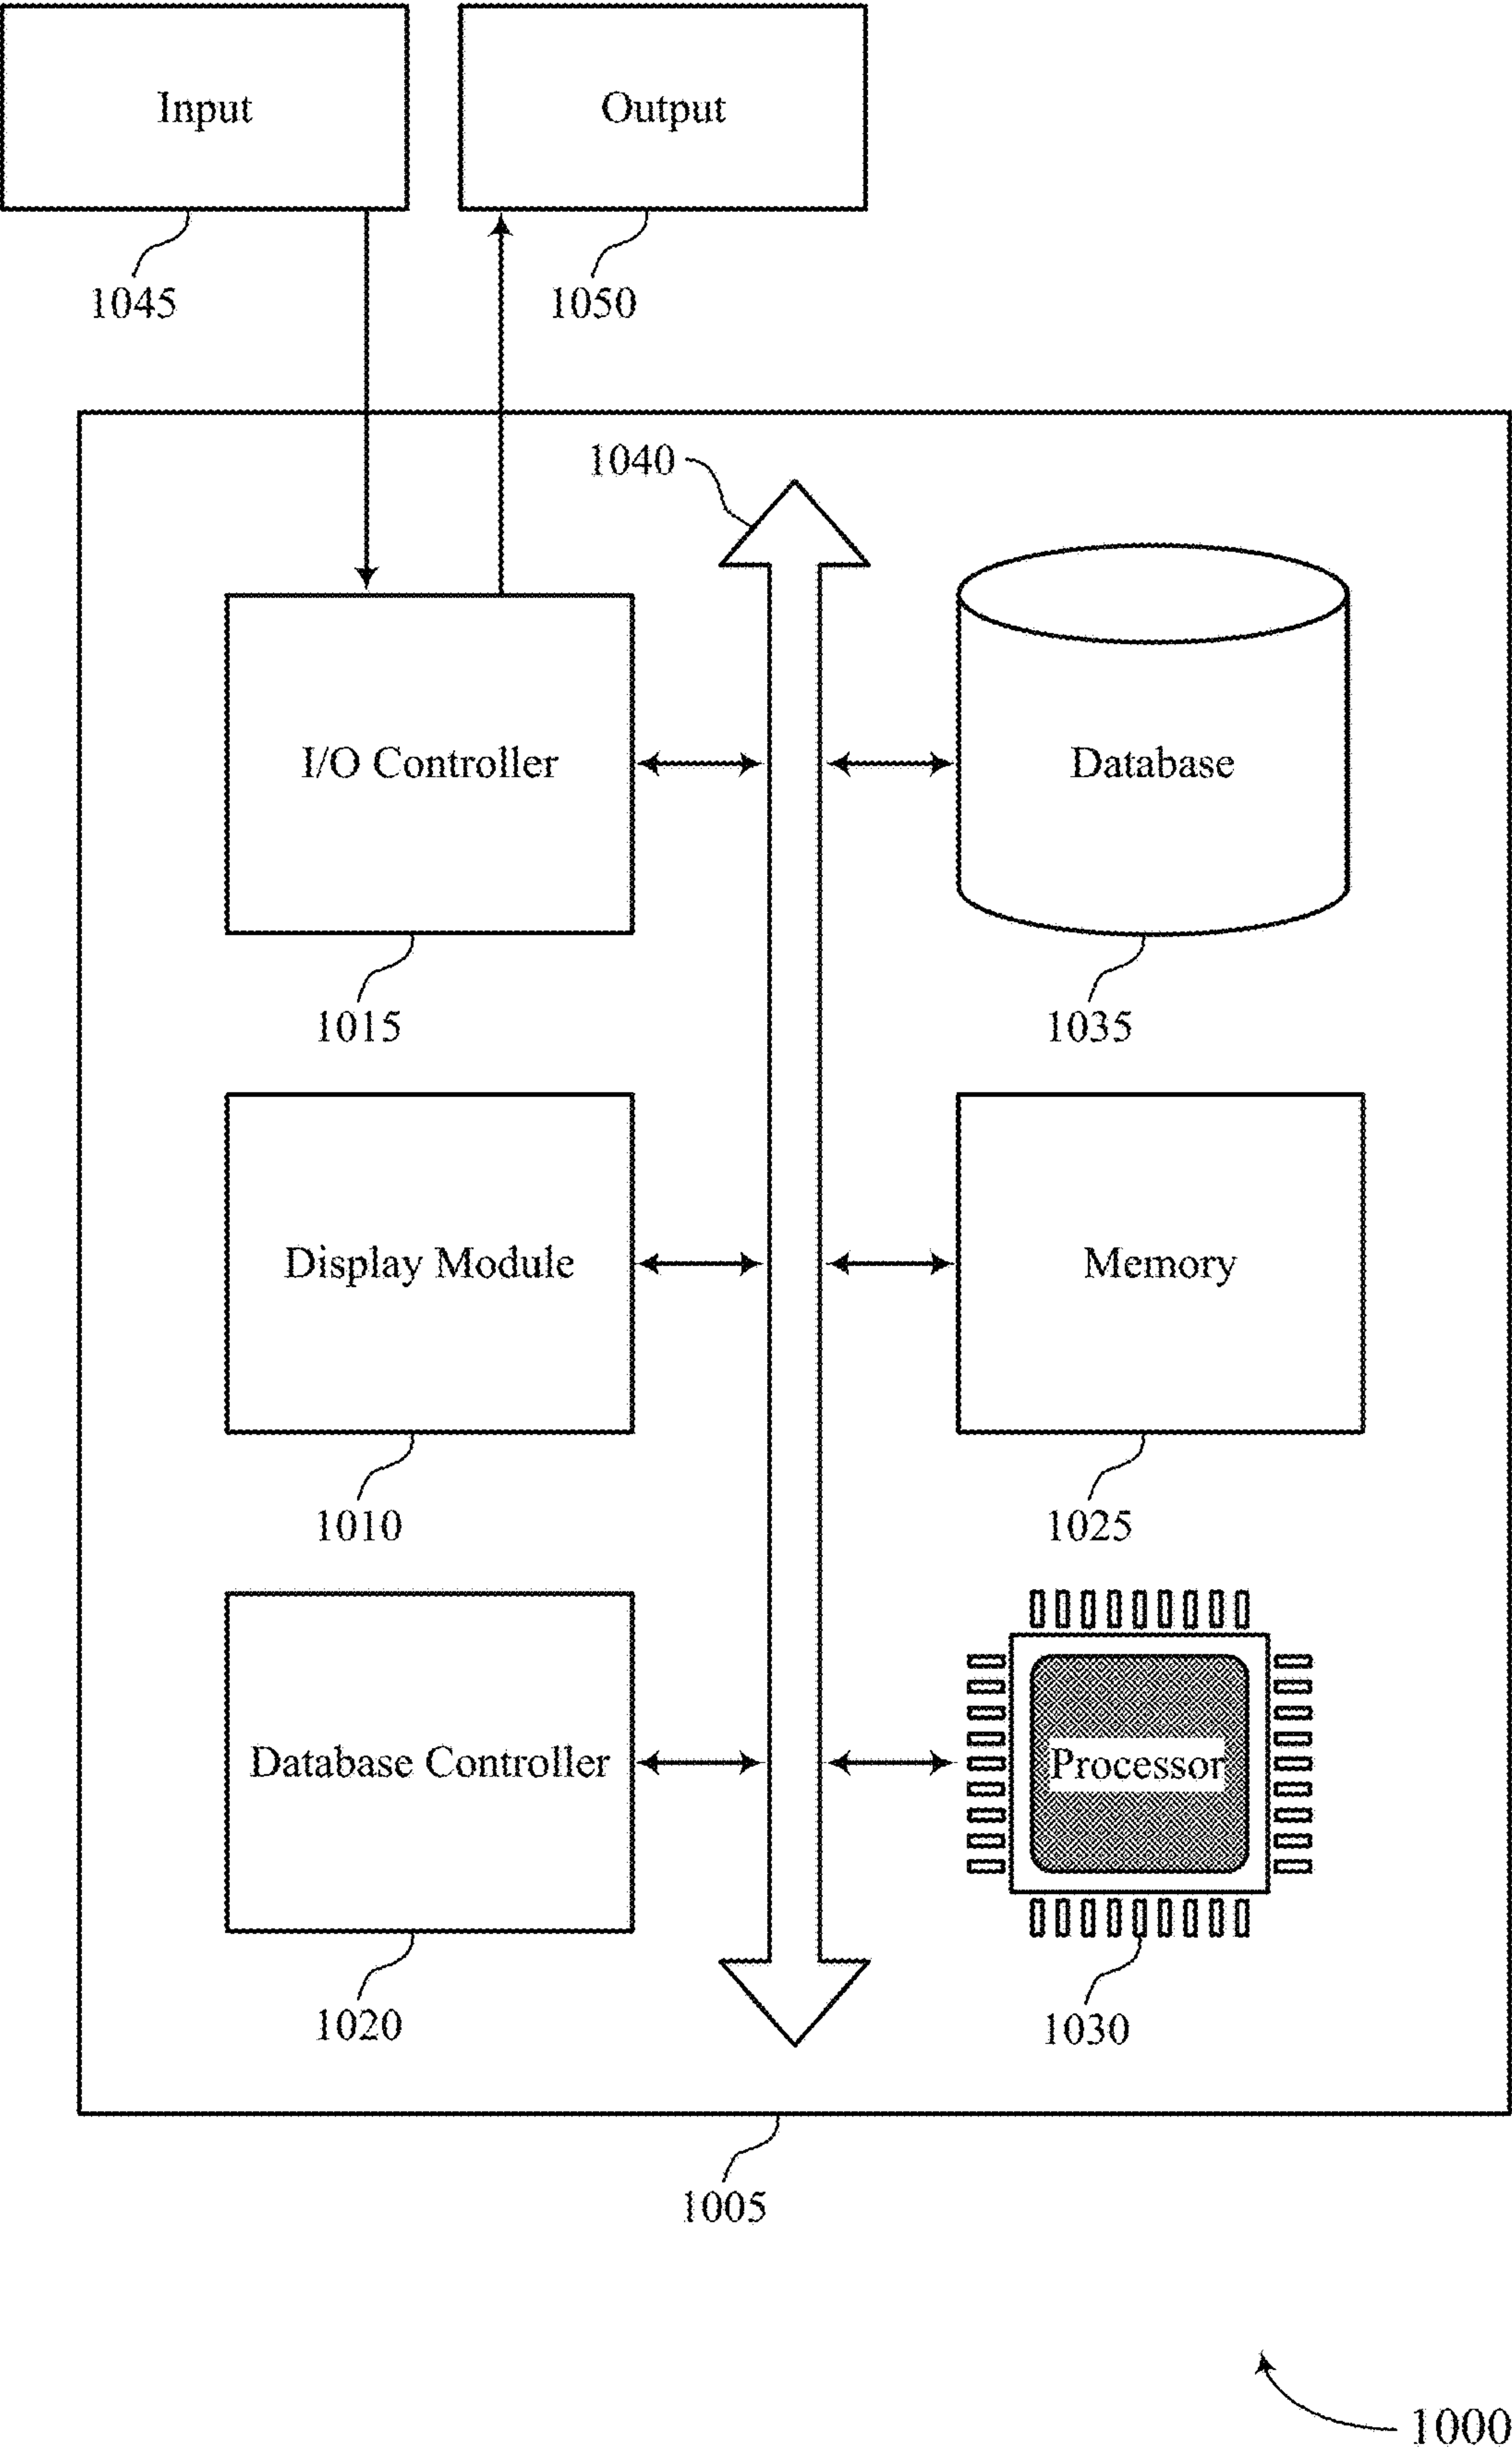 Input
Output
1045
1050
1040
I/O Controller
Database
1015
1035
Display Module
Memory
1010
1025
Database Controller
Processor
1020
1030
1005
1000